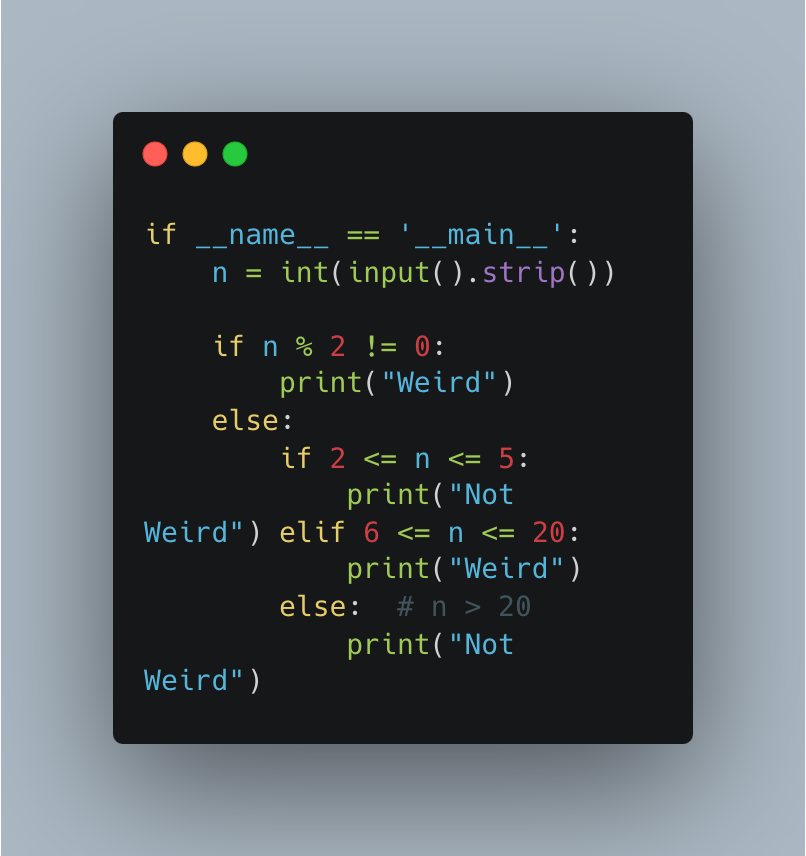 if __name__ == '__main__':
    n = int(input().strip())

    if n % 2 != 0:
        print("Weird")
    else:
        if 2 <= n <= 5:
            print("Not
Weird") elif 6 <= n <= 20:
            print("Weird")
        else:  # n > 20
            print("Not
Weird")